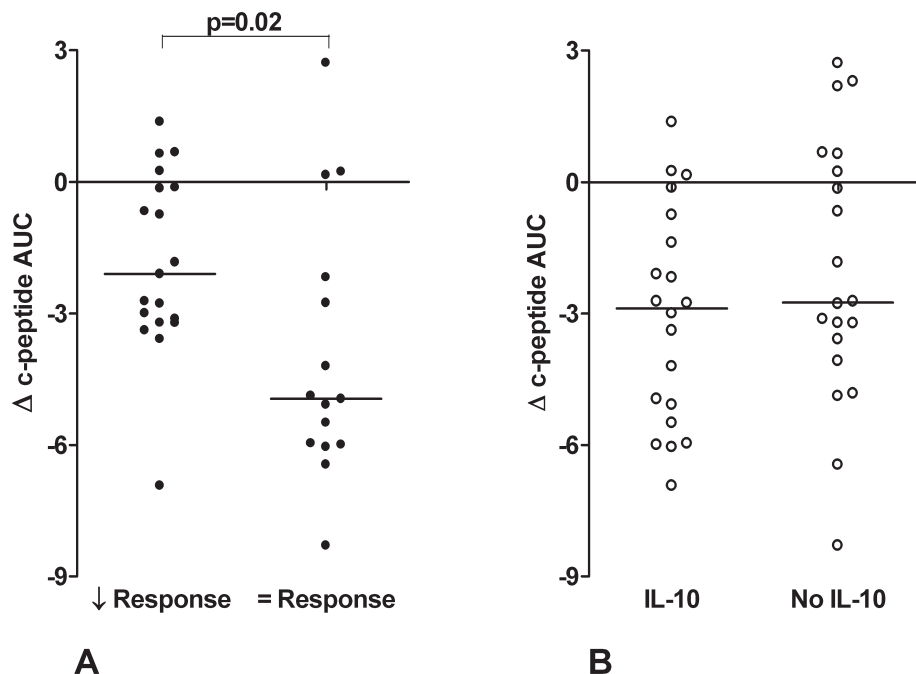 p=0.02
3
0
-3
-6
-9
Δ c-peptide AUC
↓ Response = Response
A
3
0
-3
-6
-9
Δ c-peptide AUC
IL-10 No IL-10
B